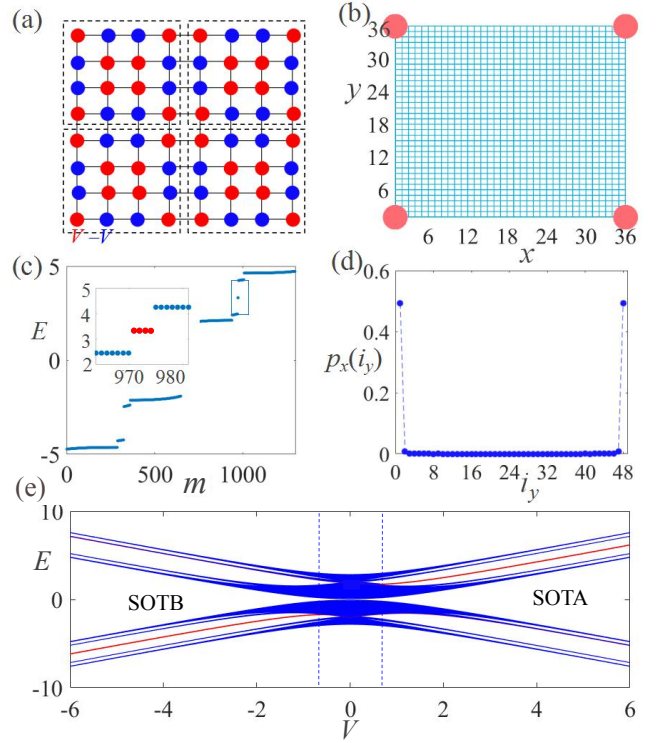 (a)
V –V
(b)
36
30
24
18
12
6
y
6 12 18 24 30 36
x
(c)
5
E
0
-5
5
4
3
2
970 980
0 500 1000
m
(d)
0.6
0.4
0.2
0
pₓ(i_y)
0 8 16 24 32 40 48
i_y
(e)
10
E
0
-10
SOTB
SOTA
-6 -4 -2 0 2 4 6
V